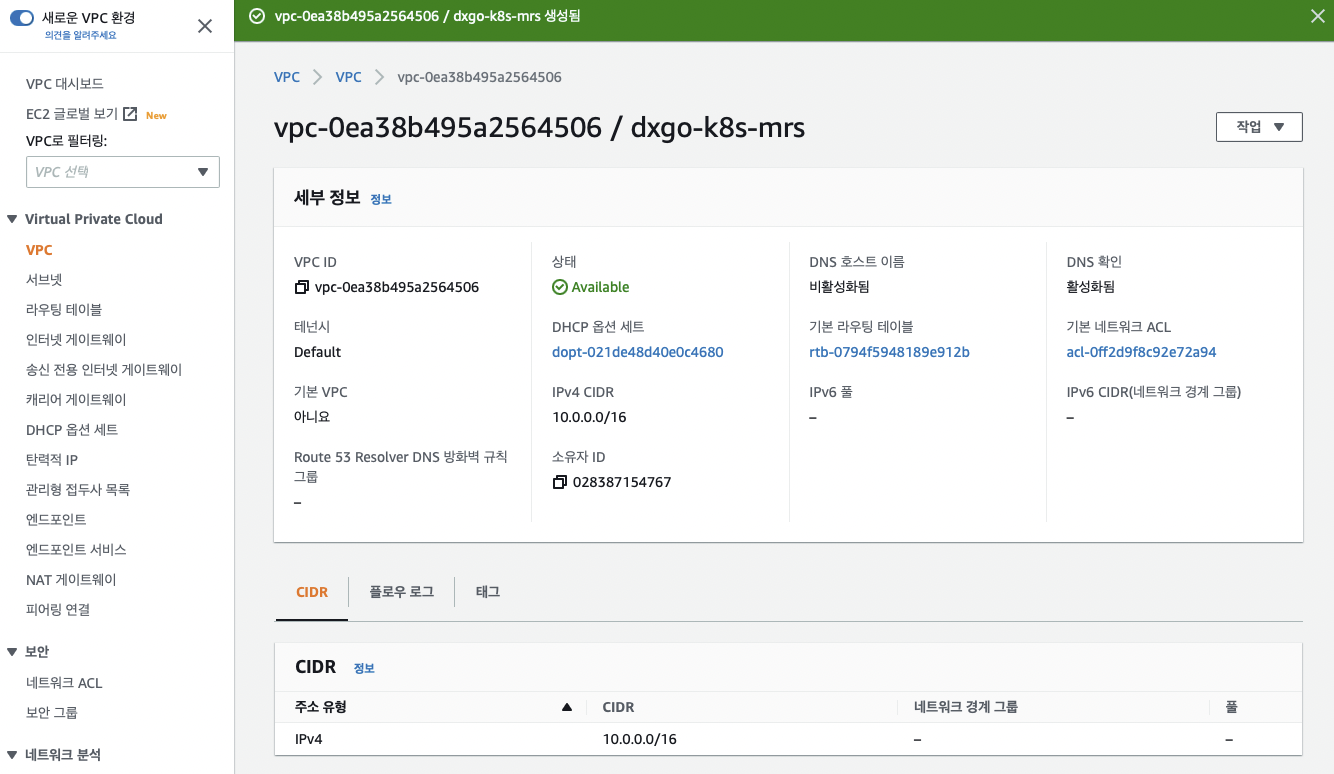 새로운 VPC 환경
의견을 알려주세요
VPC 대시보드
EC2 글로벌 보기 New
VPC로 필터링:
VPC 선택
Virtual Private Cloud
VPC
서브넷
라우팅 테이블
인터넷 게이트웨이
송신 전용 인터넷 게이트웨이
캐리어 게이트웨이
DHCP 옵션 세트
탄력적 IP
관리형 접두사 목록
엔드포인트
엔드포인트 서비스
NAT 게이트웨이
피어링 연결
보안
네트워크 ACL
보안 그룹
네트워크 분석
vpc-0ea38b495a2564506 / dxgo-k8s-mrs 생성됨
VPC VPC vpc-0ea38b495a2564506
vpc-0ea38b495a2564506 / dxgo-k8s-mrs 작업
세부 정보 정보
VPC ID 상태 DNS 호스트 이름 DNS 확인
vpc-0ea38b495a2564506 Available 비활성화됨 활성화됨
테넌시 DHCP 옵션 세트 기본 라우팅 테이블 기본 네트워크 ACL
Default dopt-021de48d40e0c4680 rtb-0794f5948189e912b acl-0ff2d9f8c92e72a94
기본 VPC IPv4 CIDR IPv6 풀 IPv6 CIDR(네트워크 경계 그룹)
아니요 10.0.0.0/16 – –
Route 53 Resolver DNS 방화벽 규칙 소유자 ID
그룹 028387154767
–
CIDR 플로우 로그 태그
CIDR 정보
주소 유형 CIDR 네트워크 경계 그룹 풀
IPv4 10.0.0.0/16 – –